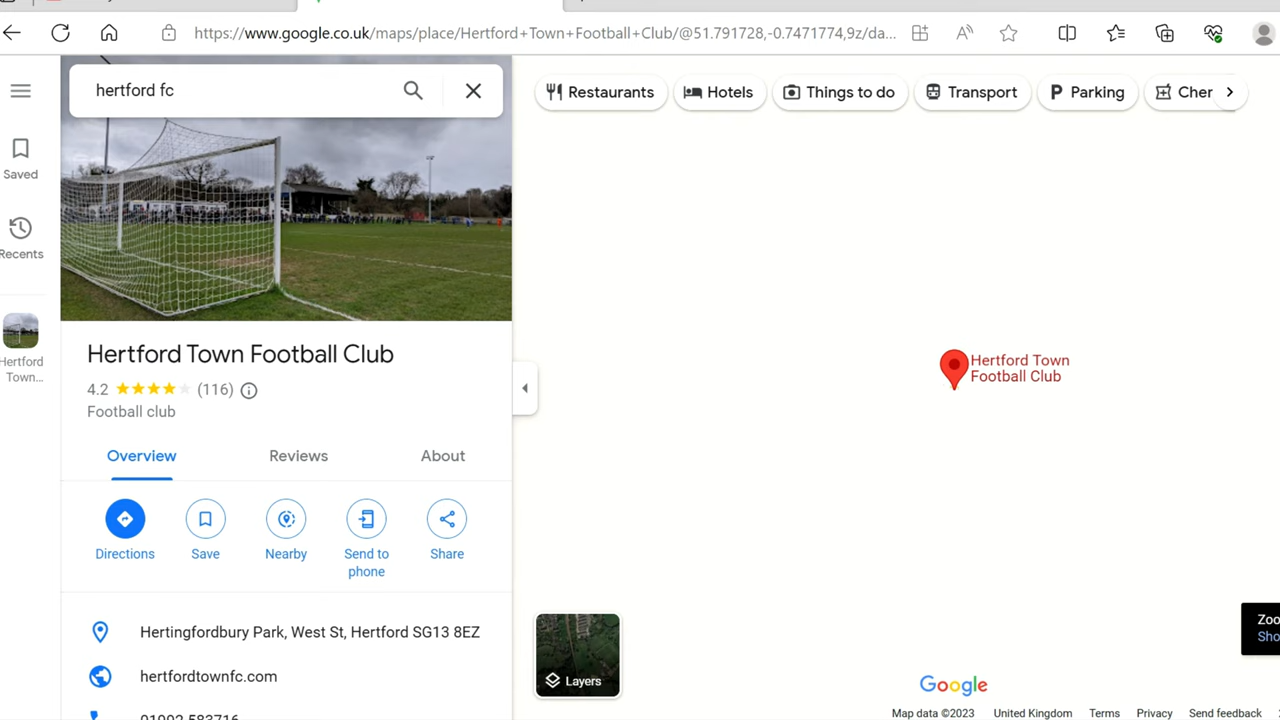 https://www.google.co.uk/maps/place/Hertford+Town+Football+Club/@51.791728,-0.7471774,9z/da...
hertford fc
Restaurants
Hotels
Things to do
Transport
Parking
Saved
Recents
Hertford
Town...
Hertford Town Football Club
4.2 (116)
Football club
Overview
Reviews
About
Directions
Save
Nearby
Send to
phone
Share
Hertingfordbury Park, West St, Hertford SG13 8EZ
hertfordtownfc.com
01992 583716
Hertford Town
Football Club
Layers
Google
Map data ©2023 United Kingdom Terms Privacy Send feedback